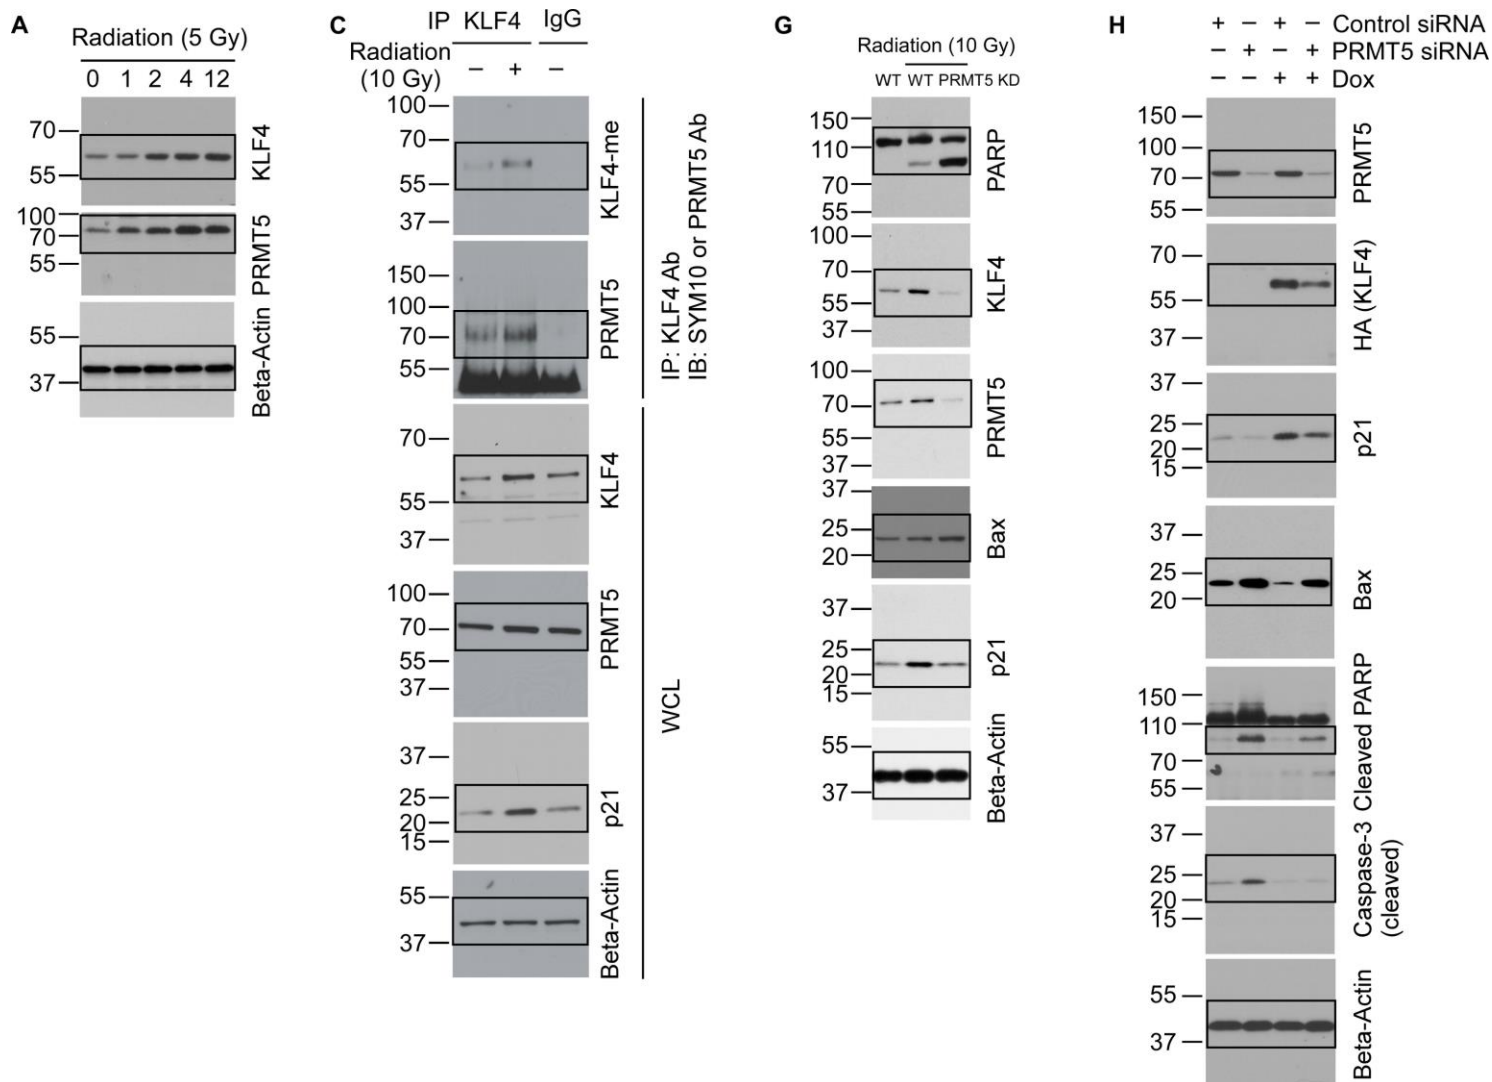 A
Radiation (5 Gy)
0 1 2 4 12
70
55
KLF4
100
70
55
PRMT5
55
37
Beta-Actin
C
IP KLF4 IgG
Radiation
(10 Gy) – + –
100
70
55
37
KLF4-me
150
100
70
55
PRMT5
IP: KLF4 Ab
IB: SYM10 or PRMT5 Ab
70
55
37
KLF4
100
70
55
37
PRMT5
37
25
20
15
p21
55
37
Beta-Actin
WCL
G
Radiation (10 Gy)
WT WT PRMT5 KD
150
110
70
55
PARP
100
70
55
37
KLF4
100
70
55
37
PRMT5
37
25
20
Bax
37
25
20
15
p21
55
37
Beta-Actin
H
+ – + – Control siRNA
– + – + PRMT5 siRNA
– – + + Dox
150
100
70
55
PRMT5
70
55
37
HA (KLF4)
37
25
20
15
p21
37
25
20
Bax
150
110
70
55
Cleaved PARP
37
25
20
15
Caspase-3
(cleaved)
55
37
Beta-Actin